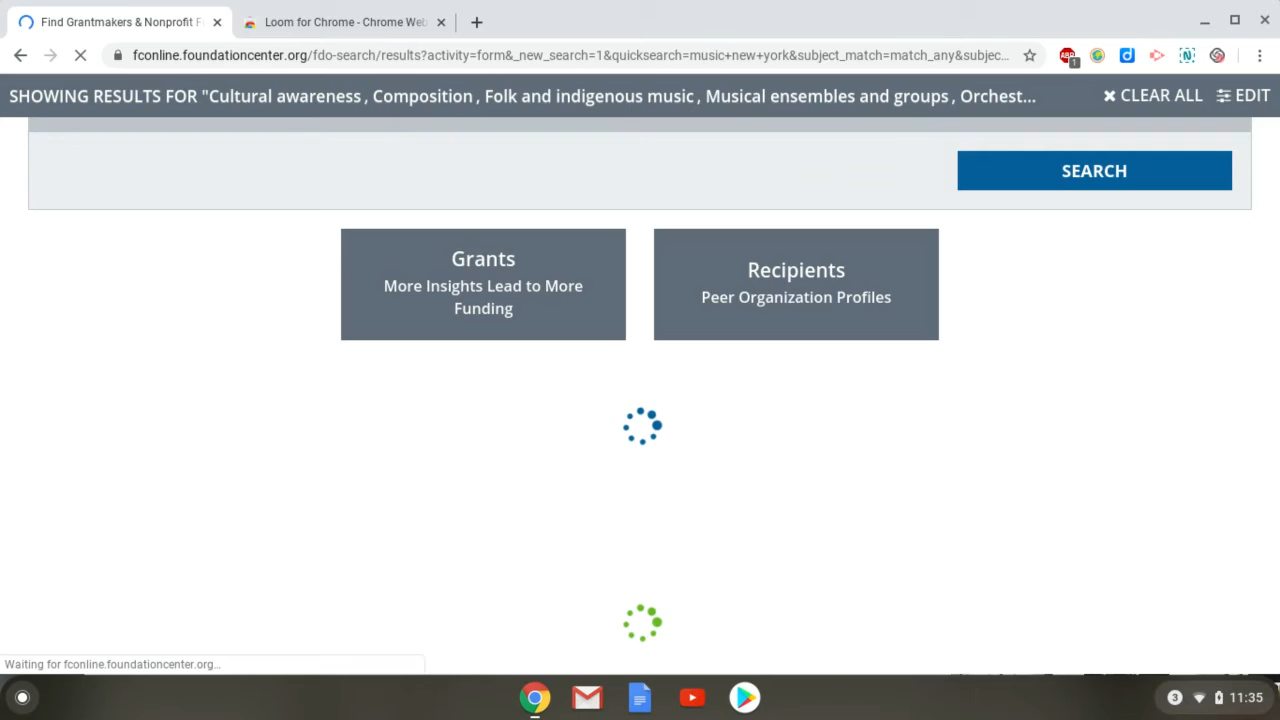 Find Grantmakers & Nonprofit F
Loom for Chrome - Chrome Web
fconline.foundationcenter.org/fdo-search/results?activity=form&_new_search=1&quicksearch=music+new+york&subject_match=match_any&subjec...
ABP
1
SHOWING RESULTS FOR "Cultural awareness , Composition , Folk and indigenous music , Musical ensembles and groups , Orchest...
CLEAR ALL
EDIT
SEARCH
Grants
More Insights Lead to More
Funding
Recipients
Peer Organization Profiles
Waiting for fconline.foundationcenter.org...
3
11:35